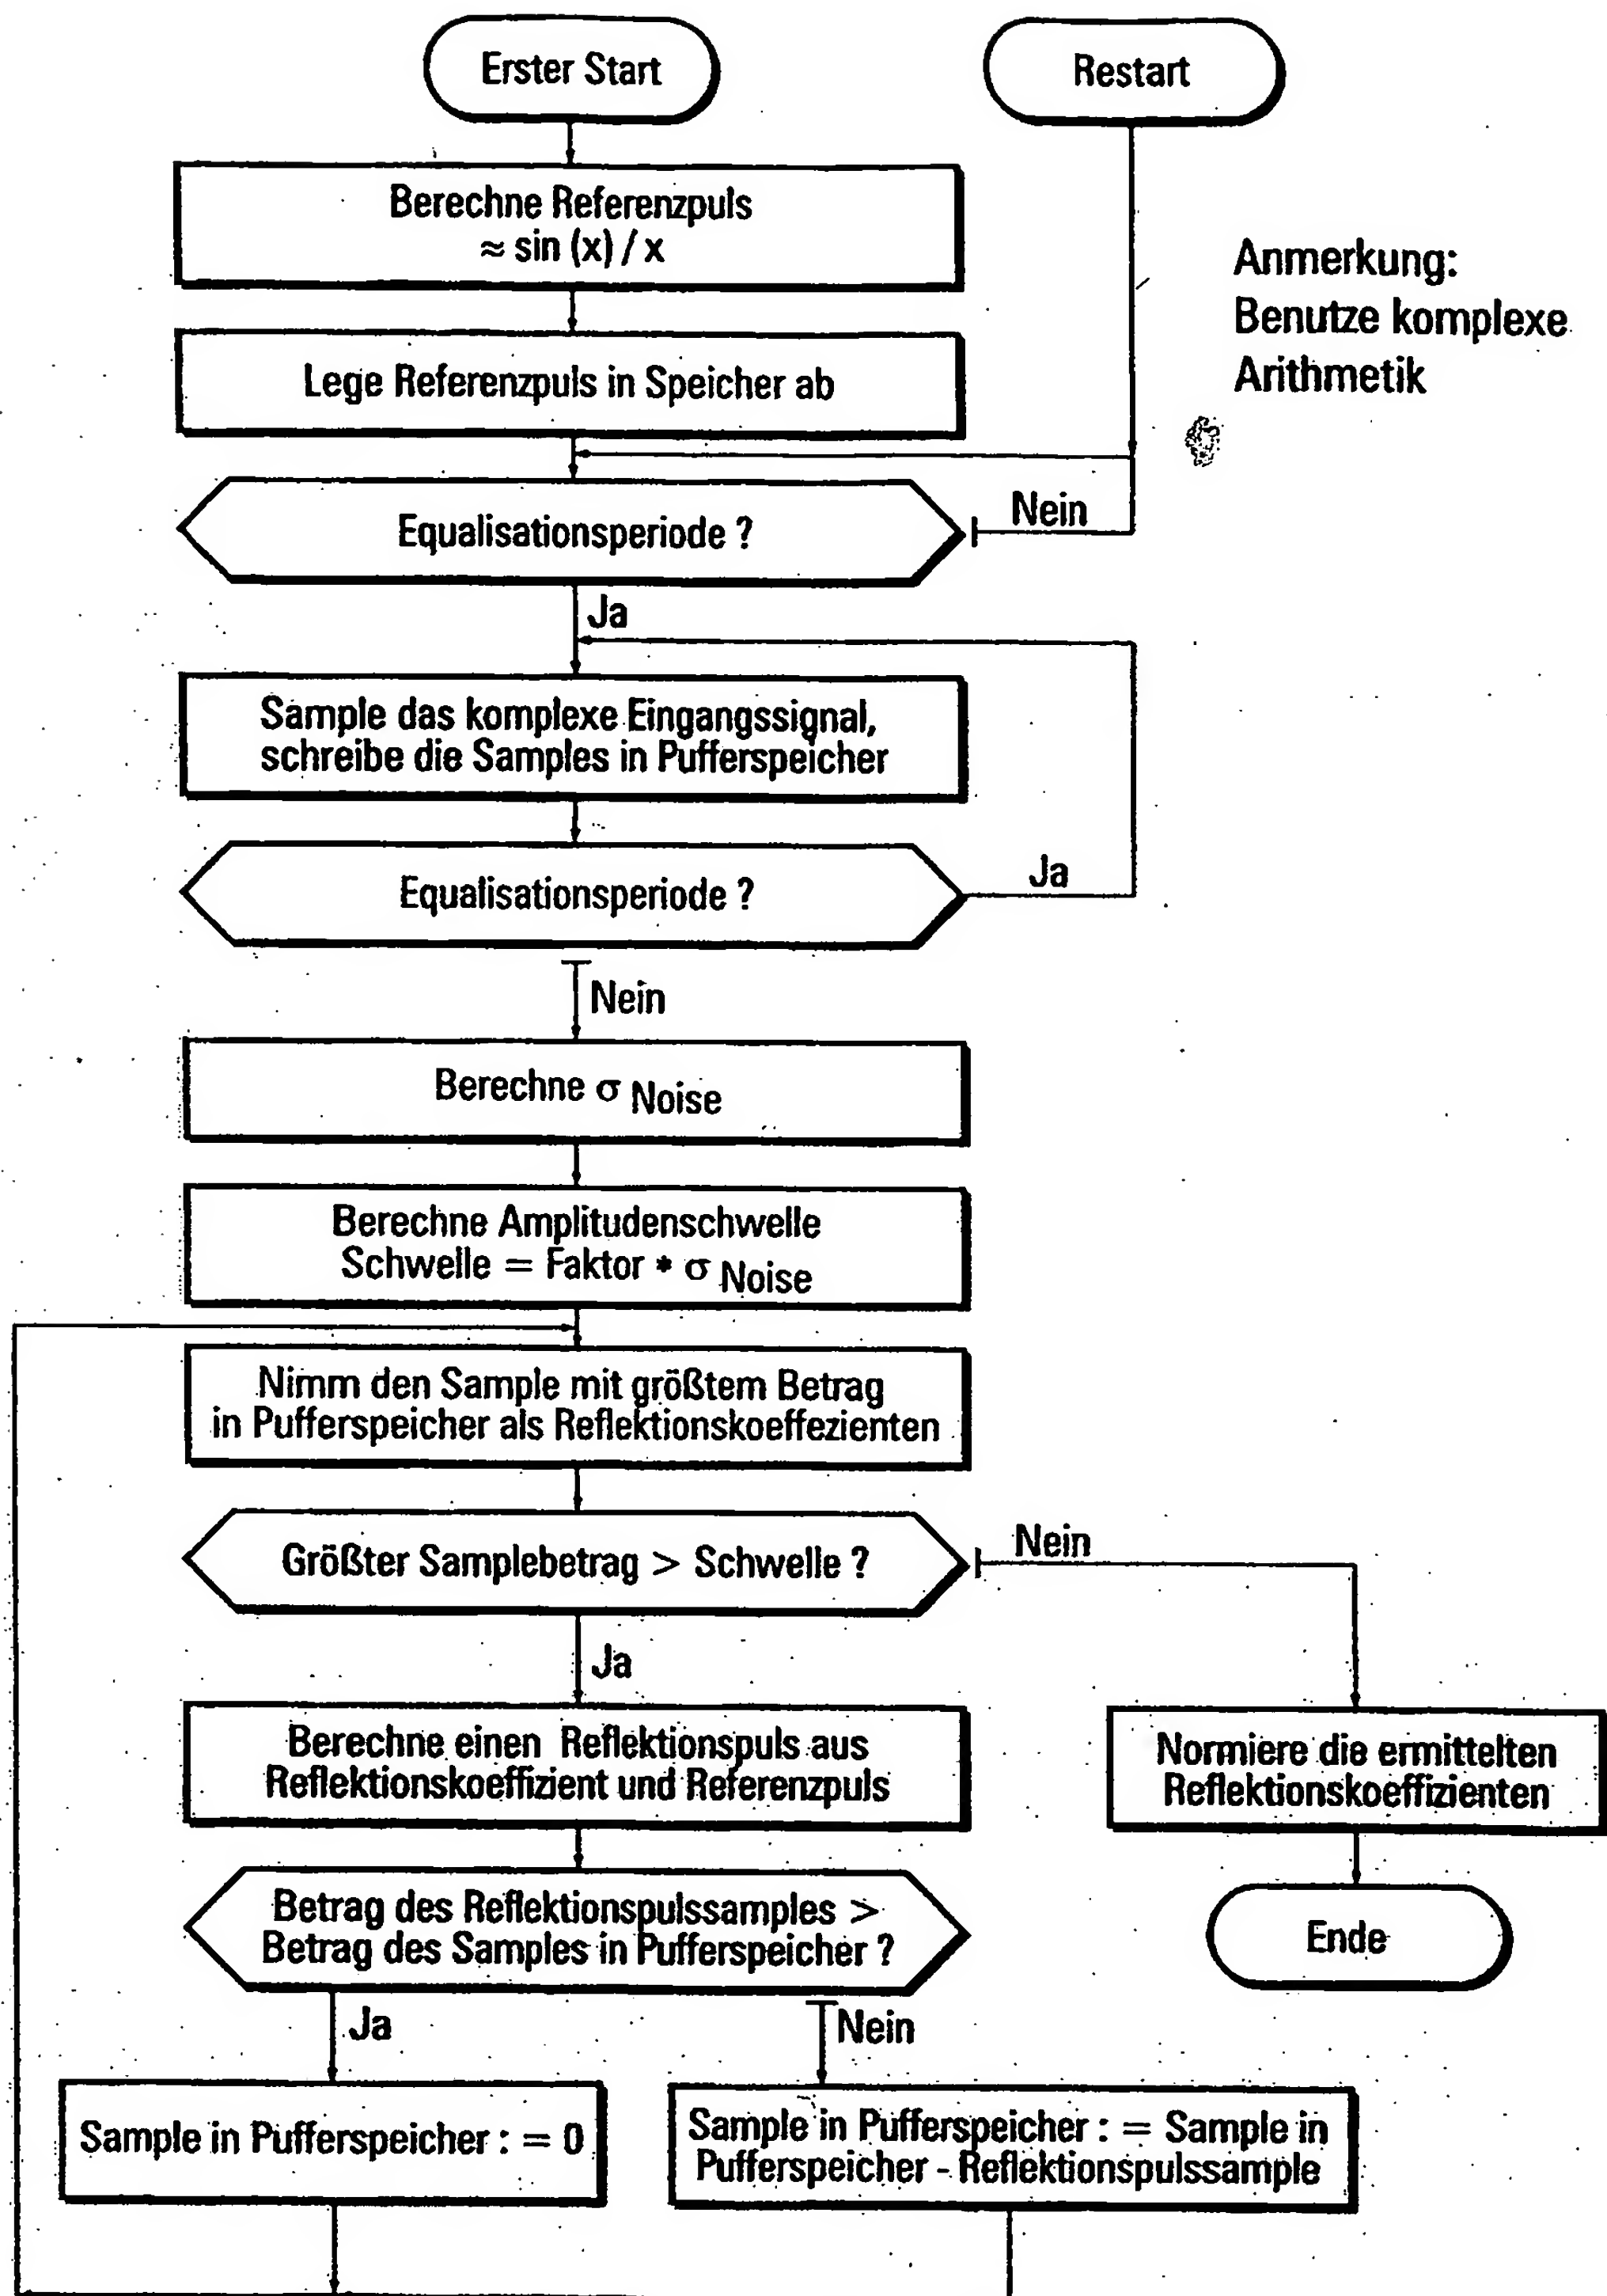 Erster Start
Restart
Berechne Referenzpuls
≈ sin (x) / x
Anmerkung:
Benutze komplexe
Arithmetik
Lege Referenzpuls in Speicher ab
Equalisationsperiode ?
Nein
Ja
Sample das komplexe Eingangssignal,
schreibe die Samples in Pufferspeicher
Equalisationsperiode ?
Ja
Nein
Berechne σ Noise
Berechne Amplitudenschwelle
Schwelle = Faktor * σ Noise
Nimm den Sample mit größtem Betrag
in Pufferspeicher als Reflektionskoeffezienten
Größter Samplebetrag > Schwelle ?
Nein
Ja
Berechne einen Reflektionspuls aus
Reflektionskoeffizient und Referenzpuls
Normiere die ermittelten
Reflektionskoeffizienten
Betrag des Reflektionspulssamples >
Betrag des Samples in Pufferspeicher ?
Ende
Ja
Nein
Sample in Pufferspeicher : = 0
Sample in Pufferspeicher : = Sample in
Pufferspeicher - Reflektionspulssample